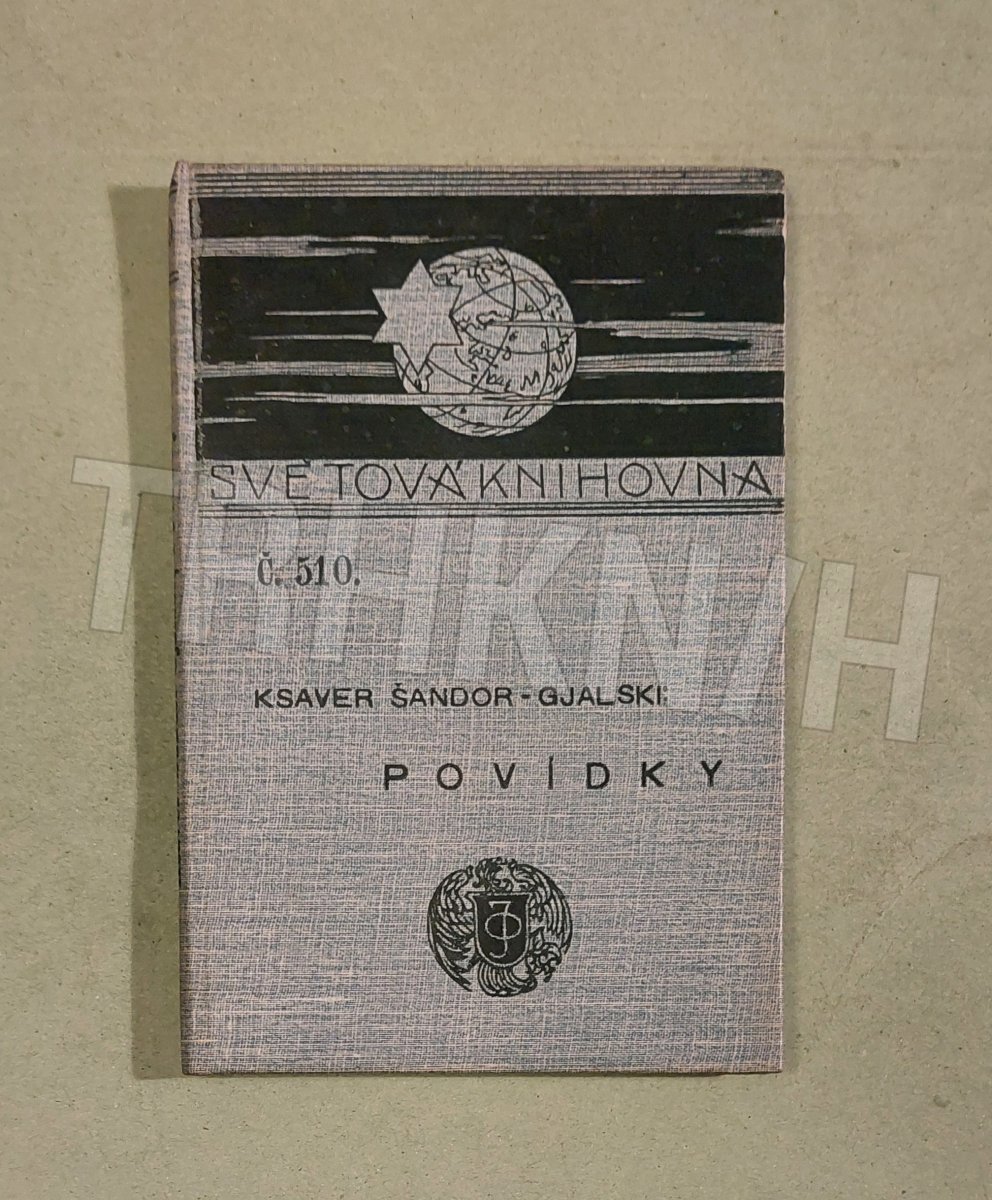 SVĚTOVÁ KNIHOVNA
Č. 510.
KSAVER ŠANDOR-GJALSKI:
POVÍDKY